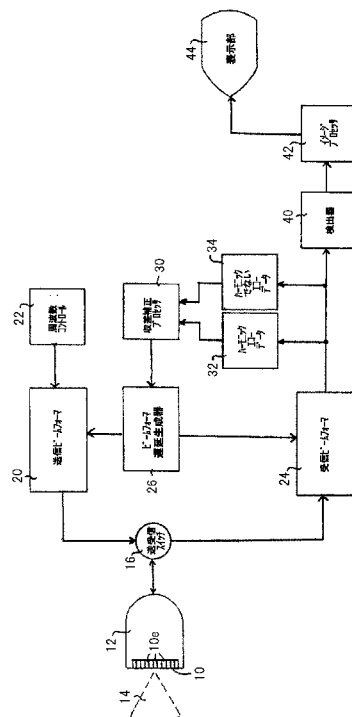 14
10
10e
12
16
送受信
スイッチ
20
送信ビームフォーマ
22
周波数
コントロール
26
ビームフォーマ
遅延生成器
30
収差補正
プロセッサ
32
ハーモニック
エコー
データ
34
ハーモニック
でない
エコー
データ
24
受信ビームフォーマ
40
検出器
42
イメージ
プロセッサ
44
表示部